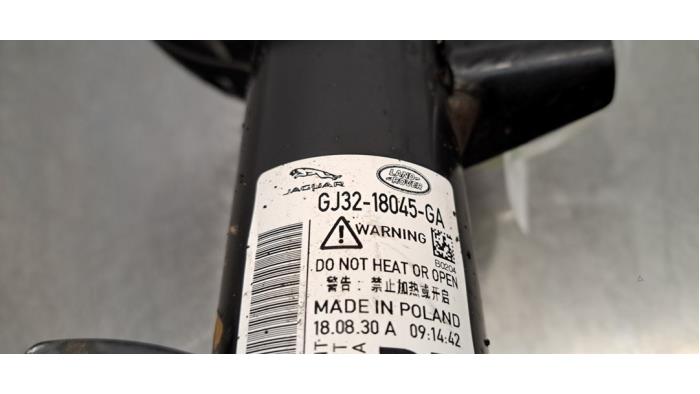 JAGUAR LAND-ROVER
GJ32-18045-GA
WARNING
B0204
DO NOT HEAT OR OPEN
警告：禁止加热或开启
MADE IN POLAND
18.08.30 A 09:14:42